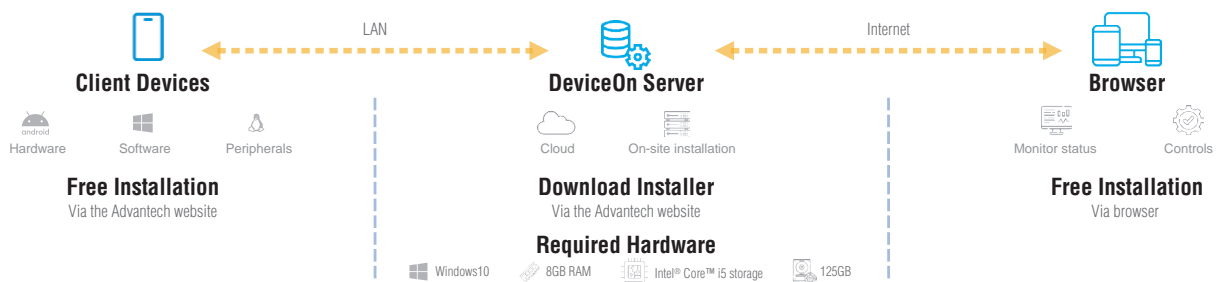 LAN
Internet
Client Devices
DeviceOn Server
Browser
android
Hardware
Software
Peripherals
Cloud
On-site installation
Monitor status
Controls
Free Installation
Via the Advantech website
Download Installer
Via the Advantech website
Free Installation
Via browser
Required Hardware
Windows10
8GB RAM
Intel® Core™ i5 storage
125GB